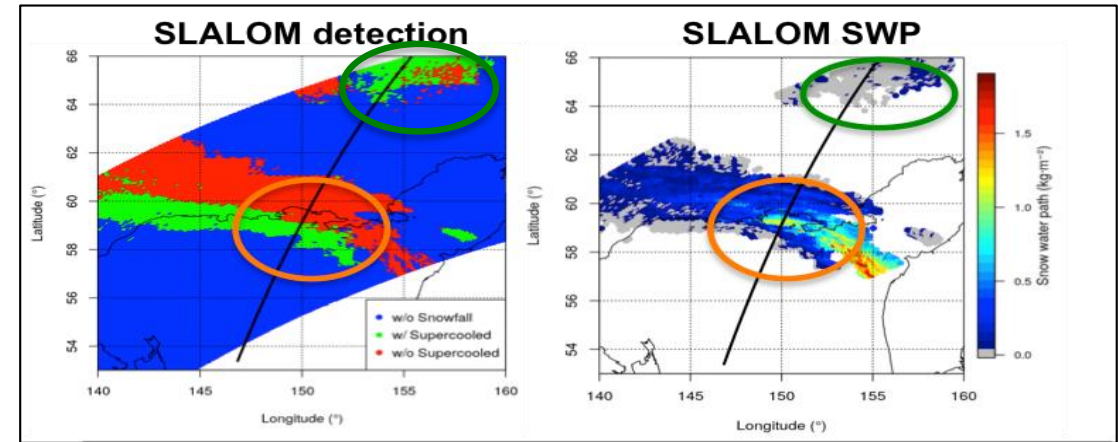 SLALOM detection
66
64
62
60
58
56
54
Latitude (°)
w/o Snowfall
w/ Supercooled
w/o Supercooled
140
145
150
155
160
Longitude (°)
SLALOM SWP
66
64
62
60
58
56
54
Latitude (°)
140
145
150
155
160
Longitude (°)
1.5
1.0
0.5
0.0
Snow water path (kg·m⁻²)